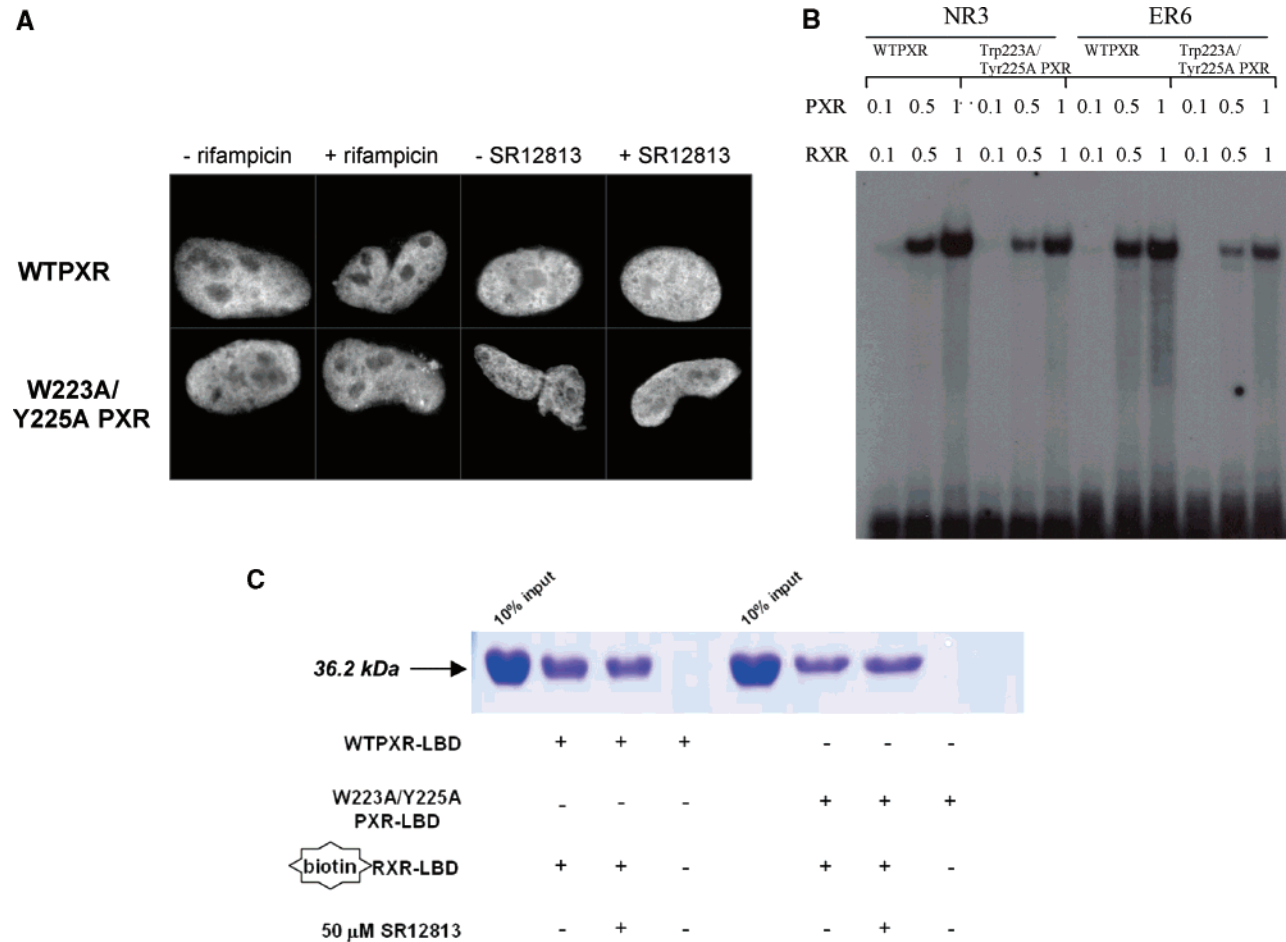 A
- rifampicin + rifampicin - SR12813 + SR12813
WTPXR
W223A/
Y225A PXR
B
NR3 ER6
WTPXR Trp223A/ WTPXR Trp223A/
Tyr225A PXR Tyr225A PXR
PXR 0.1 0.5 1 0.1 0.5 1 0.1 0.5 1 0.1 0.5 1
RXR 0.1 0.5 1 0.1 0.5 1 0.1 0.5 1 0.1 0.5 1
C
10% input 10% input
36.2 kDa
WTPXR-LBD + + + - - -
W223A/Y225A - - - + + +
PXR-LBD
biotin RXR-LBD + + - + + -
50 µM SR12813 - + - - + -